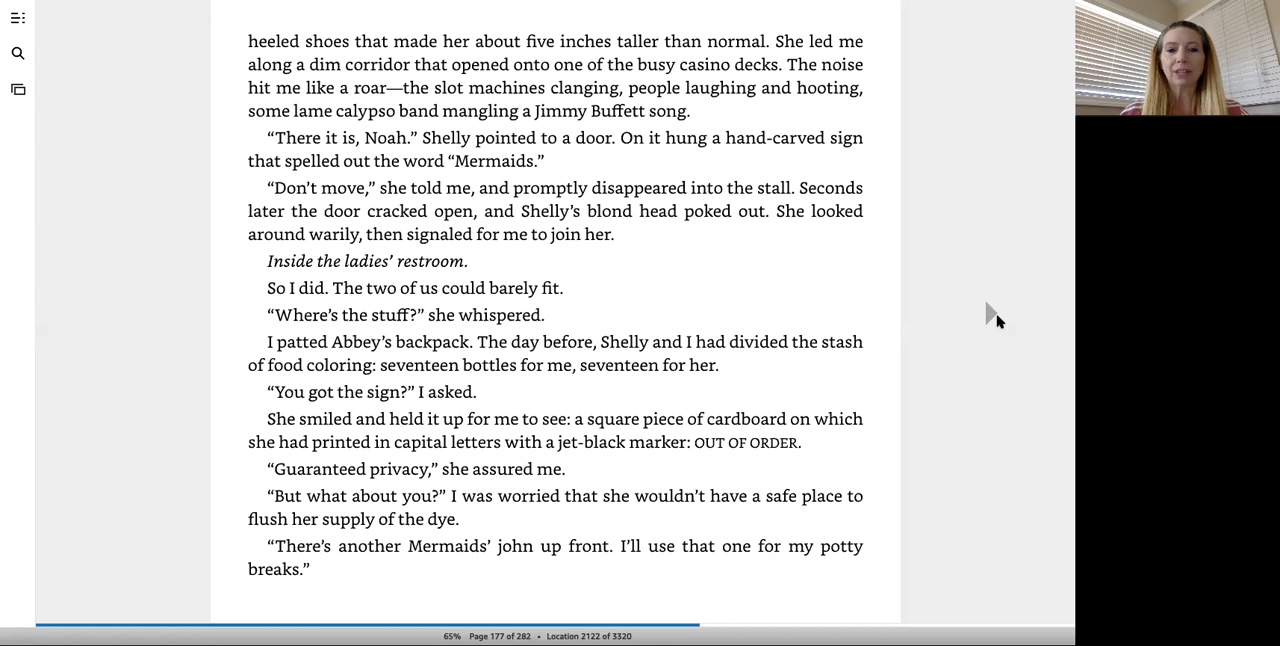 heeled shoes that made her about five inches taller than normal. She led me
along a dim corridor that opened onto one of the busy casino decks. The noise
hit me like a roar—the slot machines clanging, people laughing and hooting,
some lame calypso band mangling a Jimmy Buffett song.
“There it is, Noah.” Shelly pointed to a door. On it hung a hand-carved sign
that spelled out the word “Mermaids.”
“Don’t move,” she told me, and promptly disappeared into the stall. Seconds
later the door cracked open, and Shelly’s blond head poked out. She looked
around warily, then signaled for me to join her.
Inside the ladies’ restroom.
So I did. The two of us could barely fit.
“Where’s the stuff?” she whispered.
I patted Abbey’s backpack. The day before, Shelly and I had divided the stash
of food coloring: seventeen bottles for me, seventeen for her.
“You got the sign?” I asked.
She smiled and held it up for me to see: a square piece of cardboard on which
she had printed in capital letters with a jet-black marker: OUT OF ORDER.
“Guaranteed privacy,” she assured me.
“But what about you?” I was worried that she wouldn’t have a safe place to
flush her supply of the dye.
“There’s another Mermaids’ john up front. I’ll use that one for my potty
breaks.”
65% Page 177 of 282 • Location 2122 of 3320